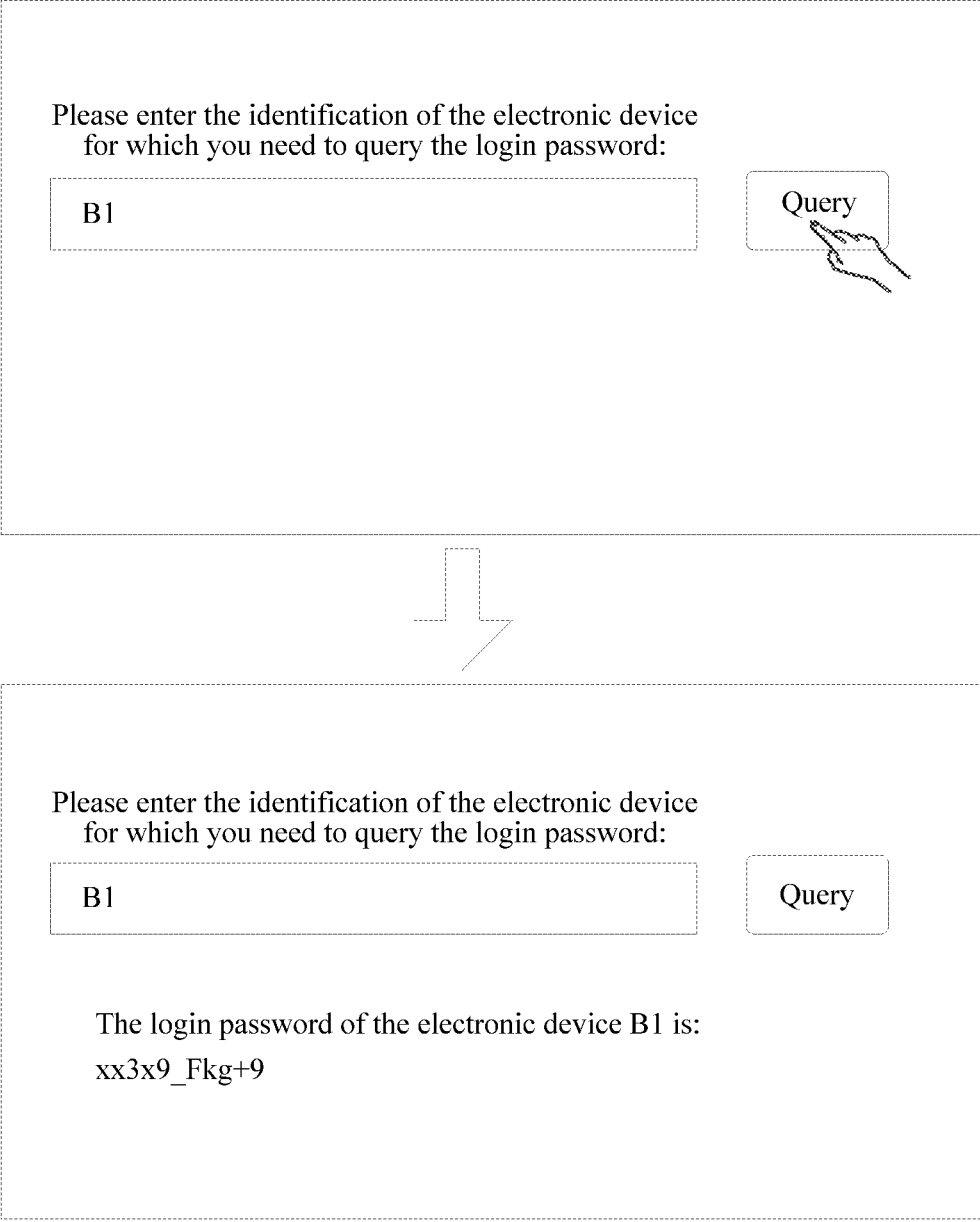 Please enter the identification of the electronic device
for which you need to query the login password:
B1
Query
Please enter the identification of the electronic device
for which you need to query the login password:
B1
Query
The login password of the electronic device B1 is:
xx3x9_Fkg+9